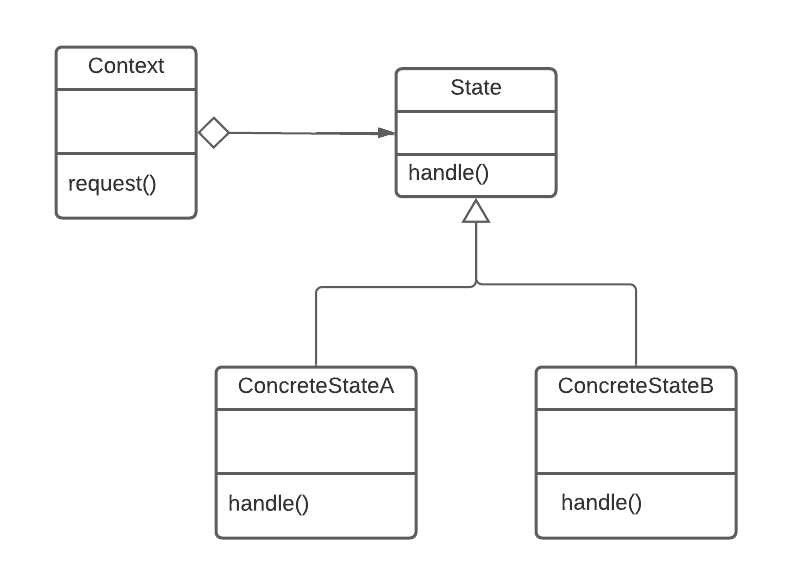 Context
request()
State
handle()
ConcreteStateA
handle()
ConcreteStateB
handle()